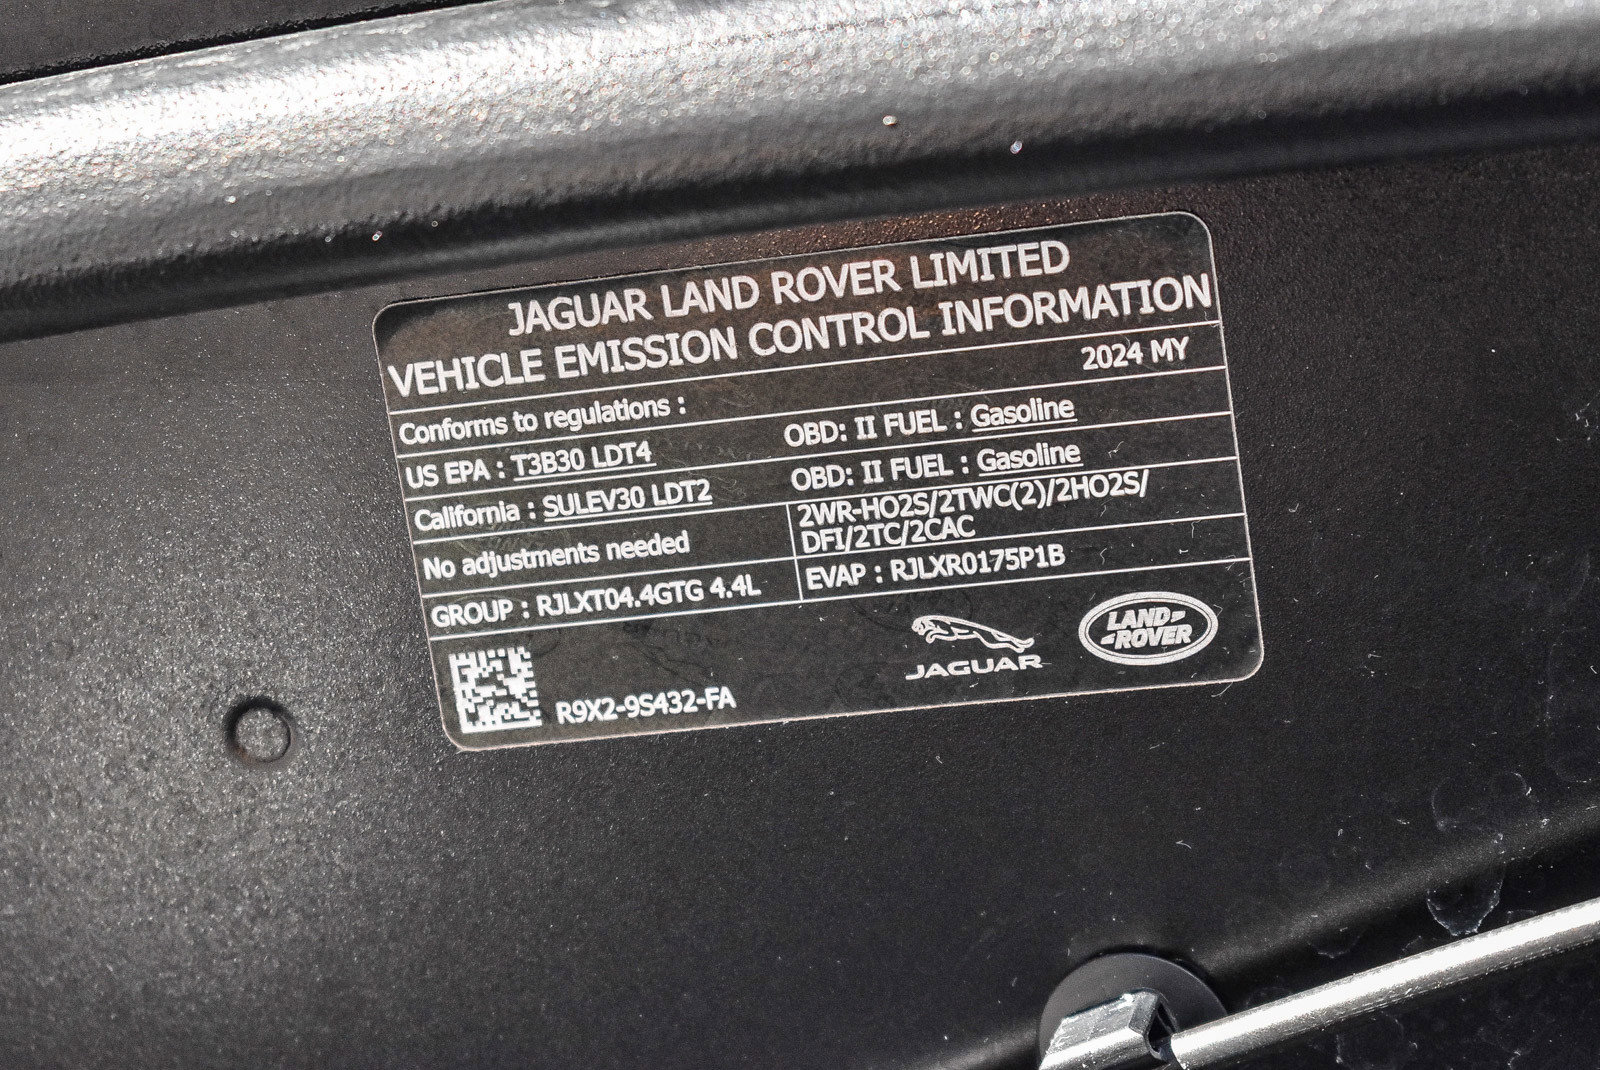 JAGUAR LAND ROVER LIMITED
VEHICLE EMISSION CONTROL INFORMATION
Conforms to regulations : 2024 MY
US EPA : T3B30 LDT4 OBD: II FUEL : Gasoline
California : SULEV30 LDT2 OBD: II FUEL : Gasoline
No adjustments needed
2WR-HO2S/2TWC(2)/2HO2S/
DFI/2TC/2CAC
GROUP : RJLXT04.4GTG 4.4L EVAP : RJLXR0175P1B
R9X2-9S432-FA
JAGUAR
LAND
ROVER